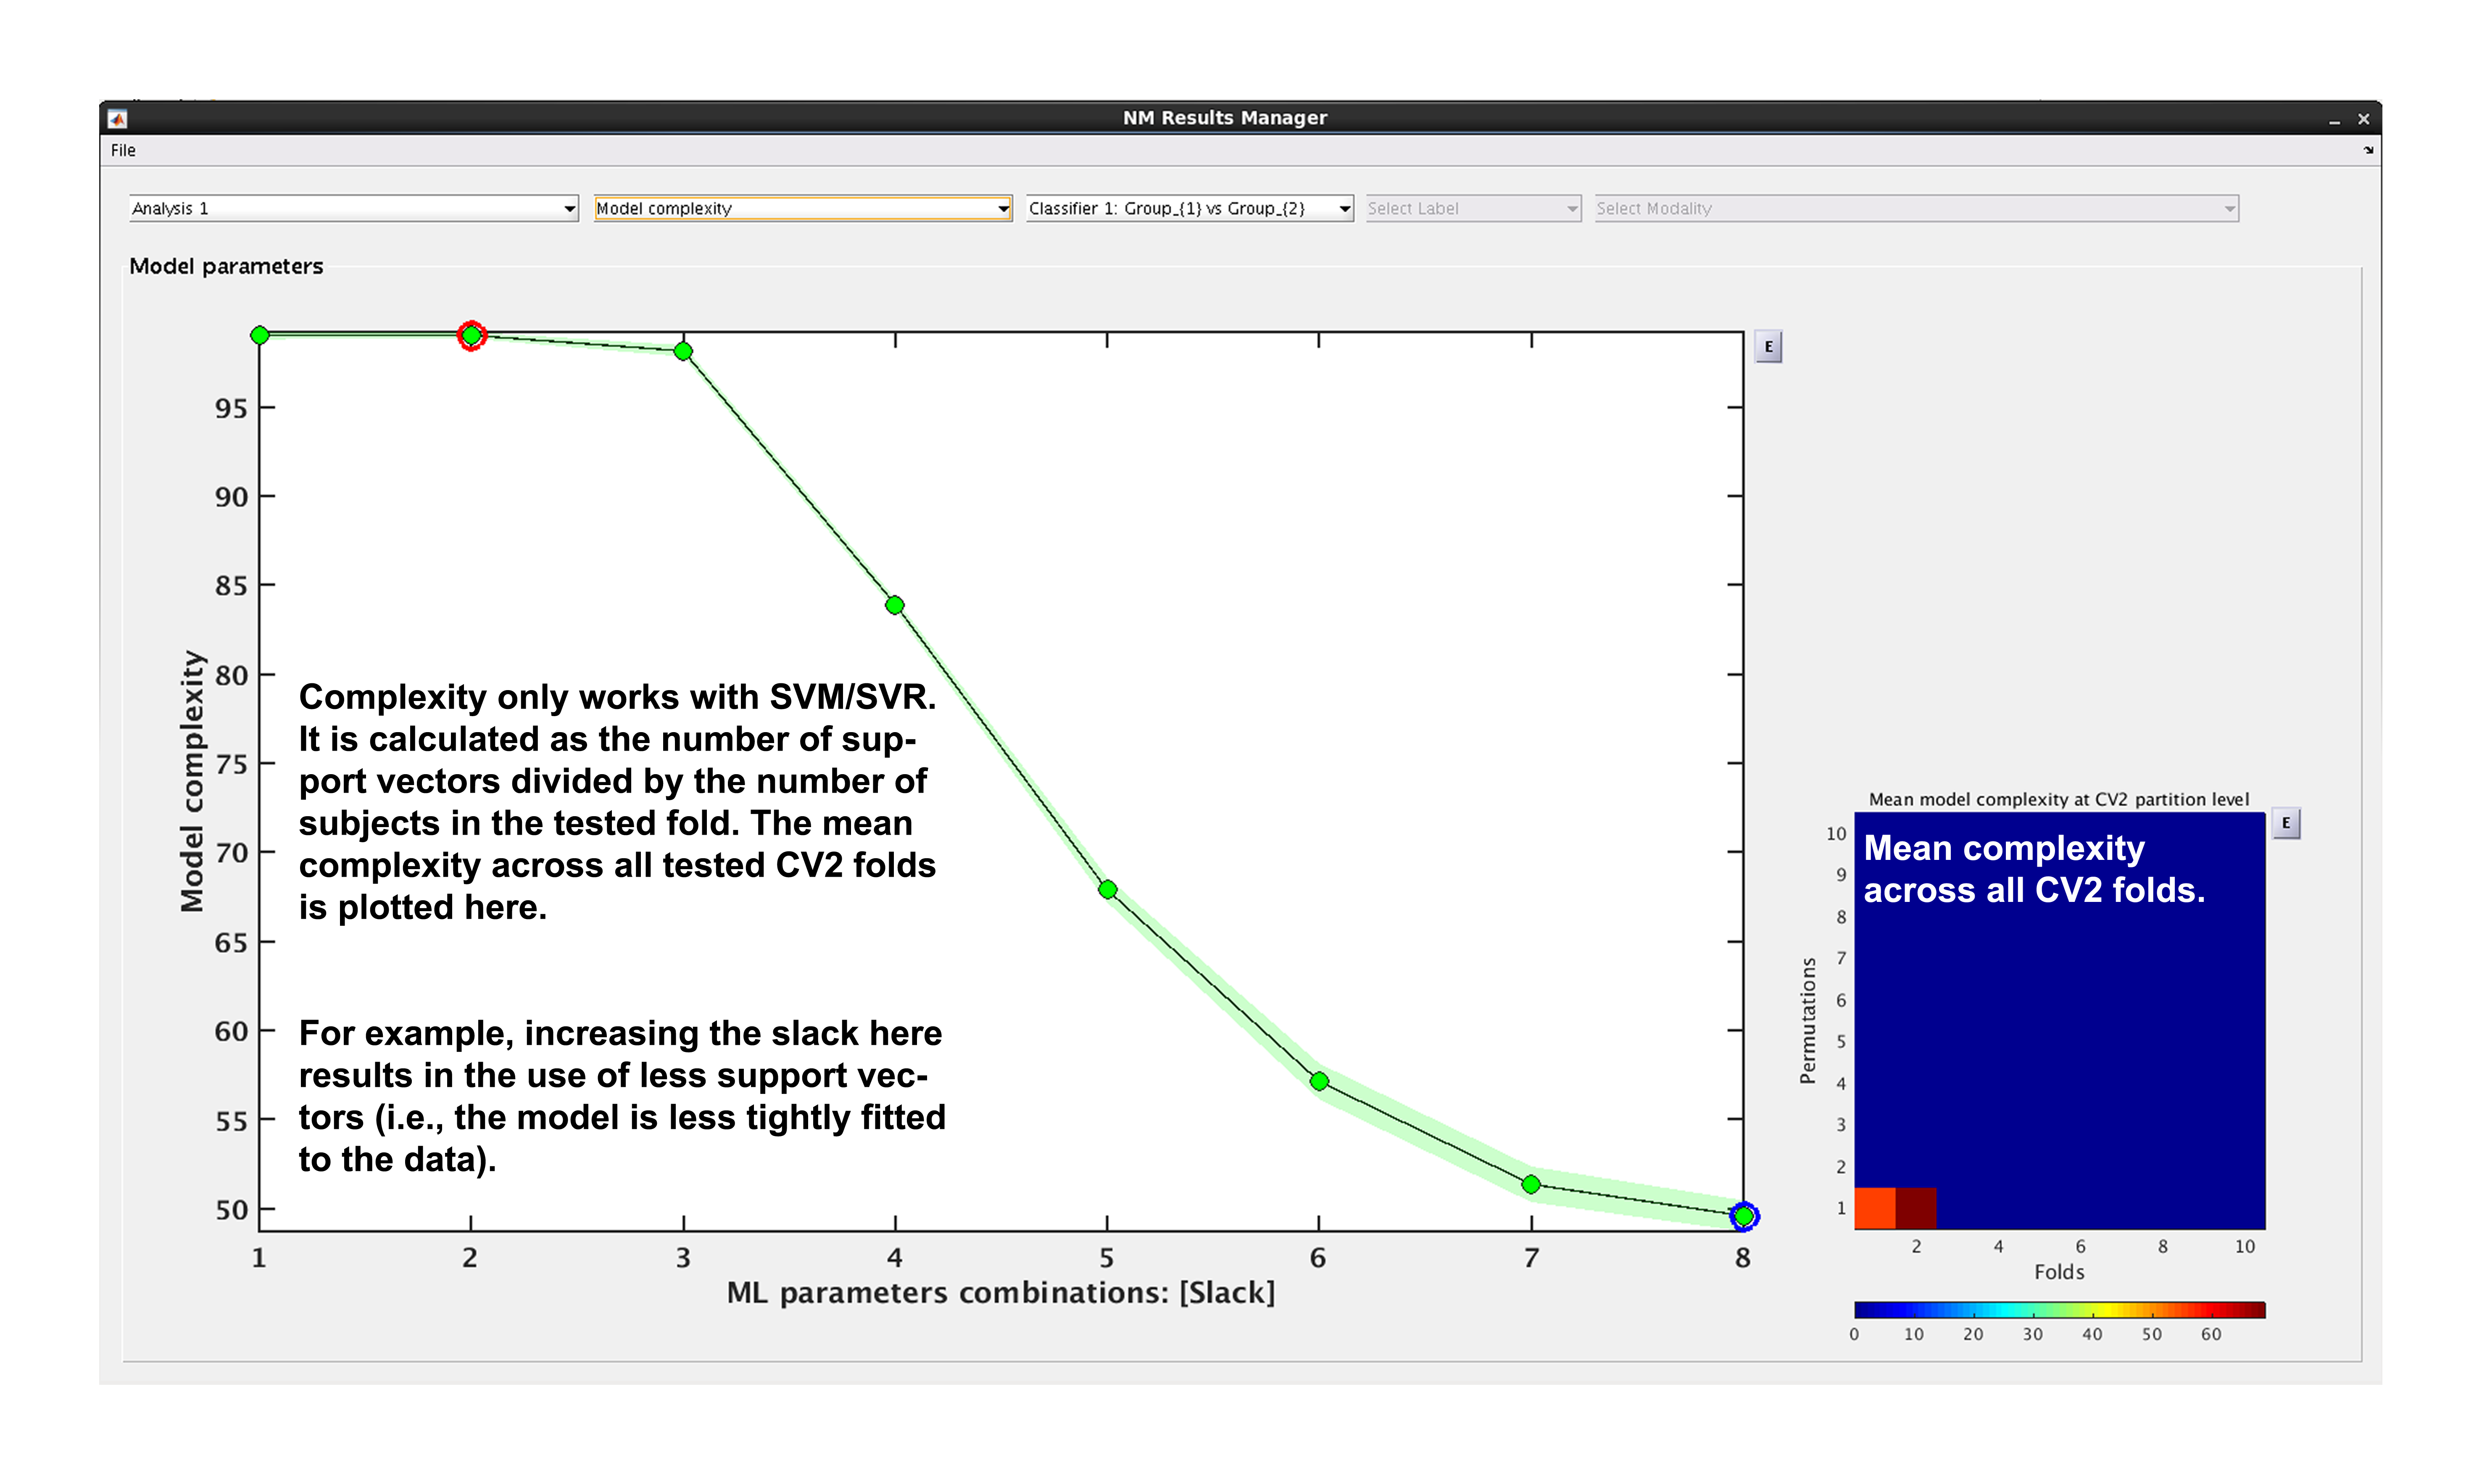 NM Results Manager
File
Analysis 1
Model complexity
Classifier 1: Group_{1} vs Group_{2}
Select Label
Select Modality
Model parameters
E
95
90
85
80
75
70
65
60
55
50
Model complexity
Complexity only works with SVM/SVR.
It is calculated as the number of sup-
port vectors divided by the number of
subjects in the tested fold. The mean
complexity across all tested CV2 folds
is plotted here.
For example, increasing the slack here
results in the use of less support vec-
tors (i.e., the model is less tightly fitted
to the data).
1 2 3 4 5 6 7 8
ML parameters combinations: [Slack]
Mean model complexity at CV2 partition level
E
Mean complexity
across all CV2 folds.
10
9
8
7
6
5
4
3
2
1
Permutations
2 4 6 8 10
Folds
0 10 20 30 40 50 60